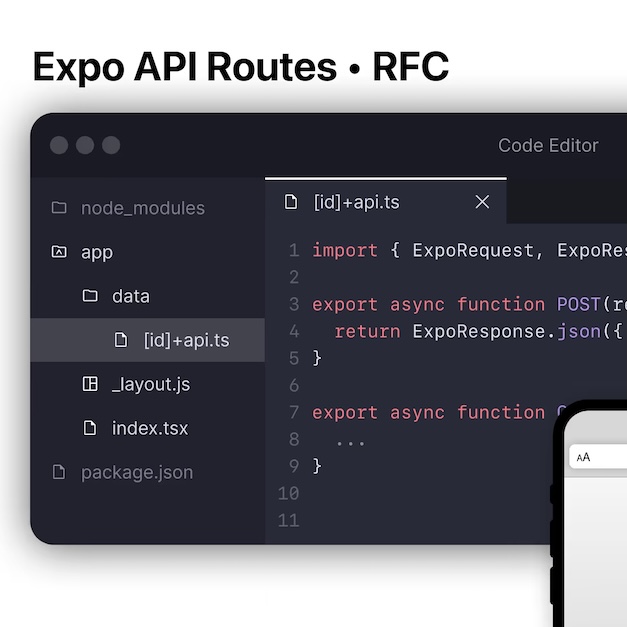 Expo API Routes • RFC
Code Editor
node_modules
app
data
[id]+api.ts
_layout.js
index.tsx
package.json
[id]+api.ts
1 import { ExpoRequest,
2
3 export async function POST(
4 return ExpoResponse.json({
5 }
6
7 export async function
8 ...
9 }
10
11
AA